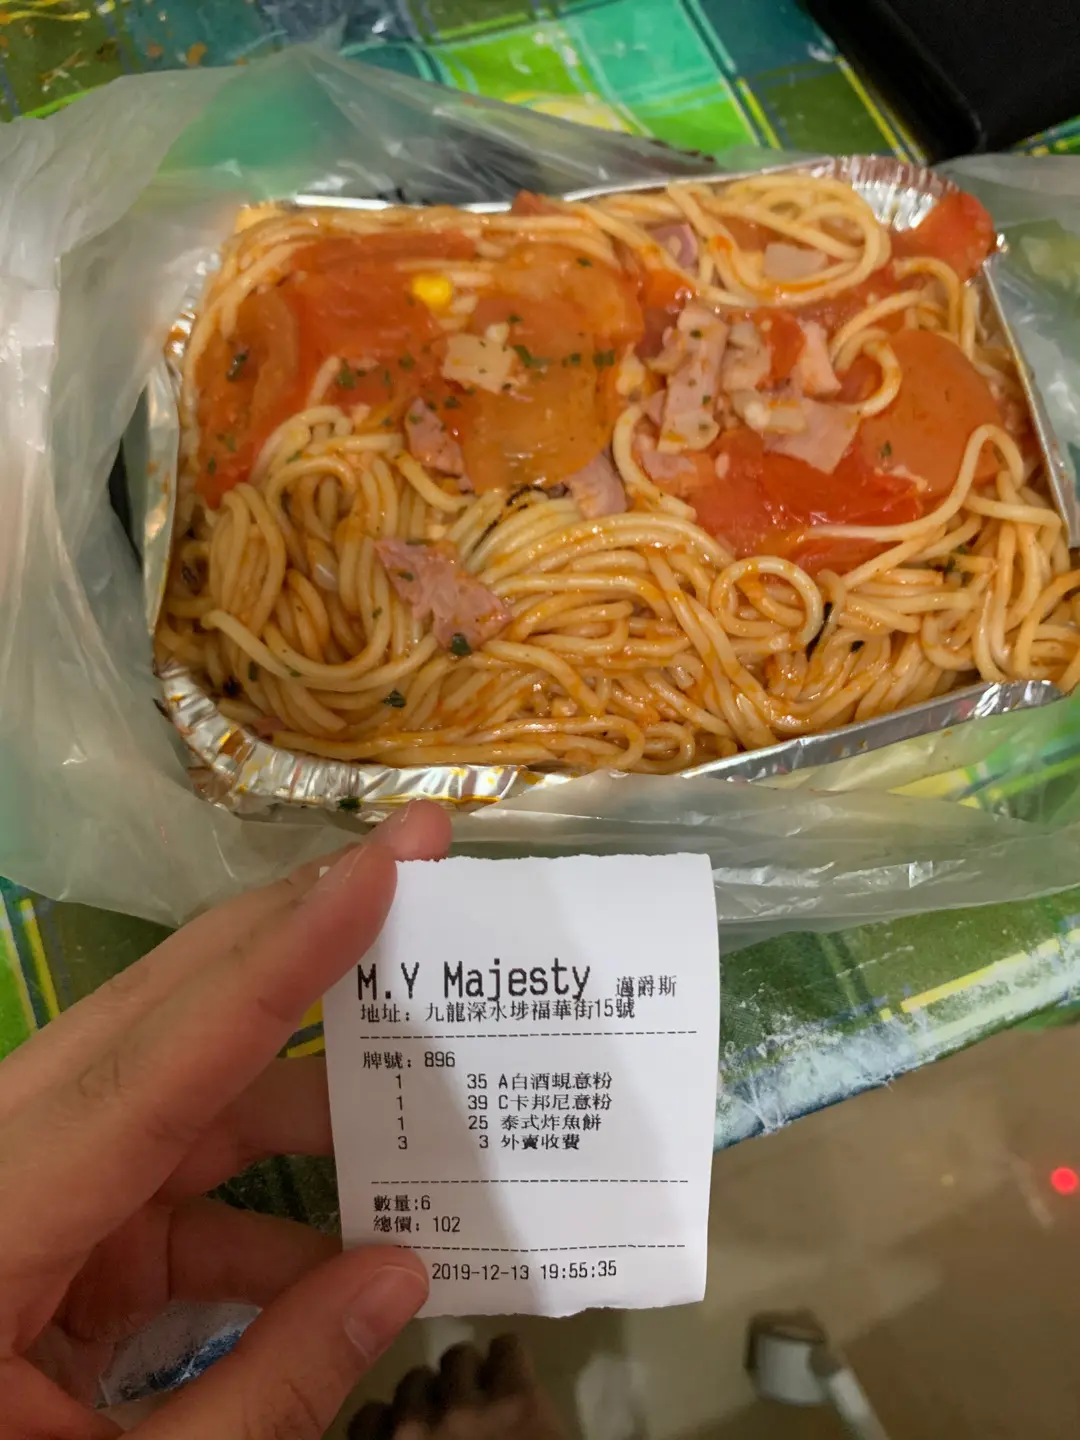 M.Y Majesty 邁爵斯
地址：九龍深水埗福華街15號
牌號：896
1 35 A白酒蜆意粉
1 39 C卡邦尼意粉
1 25 泰式炸魚餅
3 3 外賣收費
數量:6
總價：102
2019-12-13 19:55:35